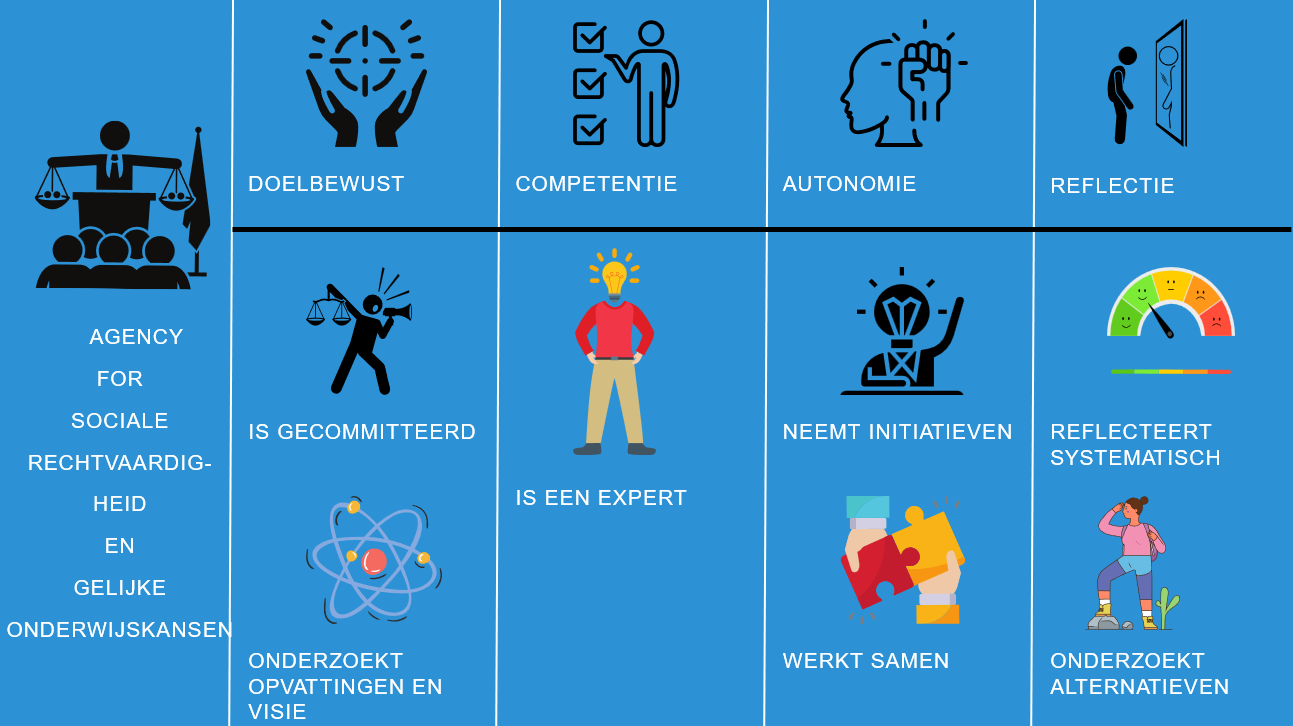 AGENCY
FOR
SOCIALE
RECHTVAARDIG-
HEID
EN
GELIJKE
ONDERWIJSKANSEN
DOELBEWUST
COMPETENTIE
AUTONOMIE
REFLECTIE
IS GECOMMITTEERD
IS EEN EXPERT
NEEMT INITIATIEVEN
REFLECTEERT
SYSTEMATISCH
ONDERZOEKT
OPVATTINGEN EN
VISIE
WERKT SAMEN
ONDERZOEKT
ALTERNATIEVEN